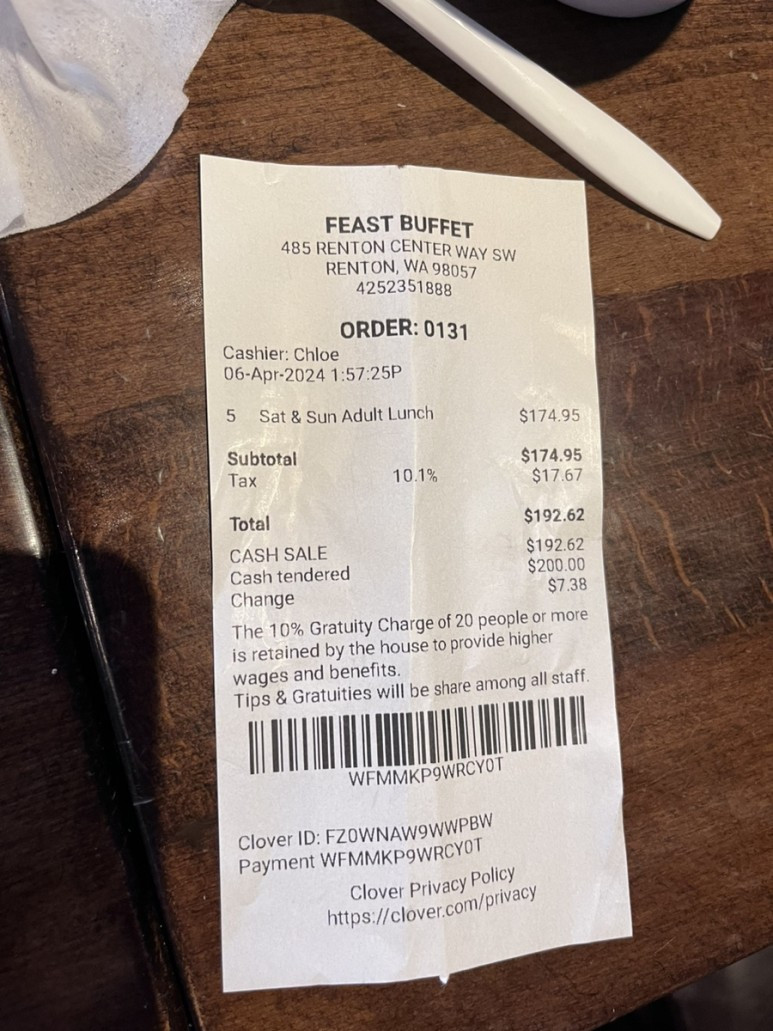 FEAST BUFFET
485 RENTON CENTER WAY SW
RENTON, WA 98057
4252351888
ORDER: 0131
Cashier: Chloe
06-Apr-2024 1:57:25P
5 Sat & Sun Adult Lunch $174.95
Subtotal $174.95
Tax 10.1% $17.67
Total $192.62
CASH SALE $192.62
Cash tendered $200.00
Change $7.38
The 10% Gratuity Charge of 20 people or more
is retained by the house to provide higher
wages and benefits.
Tips & Gratuities will be share among all staff.
WFMMKP9WRCY0T
Clover ID: FZ0WNAW9WWPBW
Payment WFMMKP9WRCY0T
Clover Privacy Policy
https://clover.com/privacy